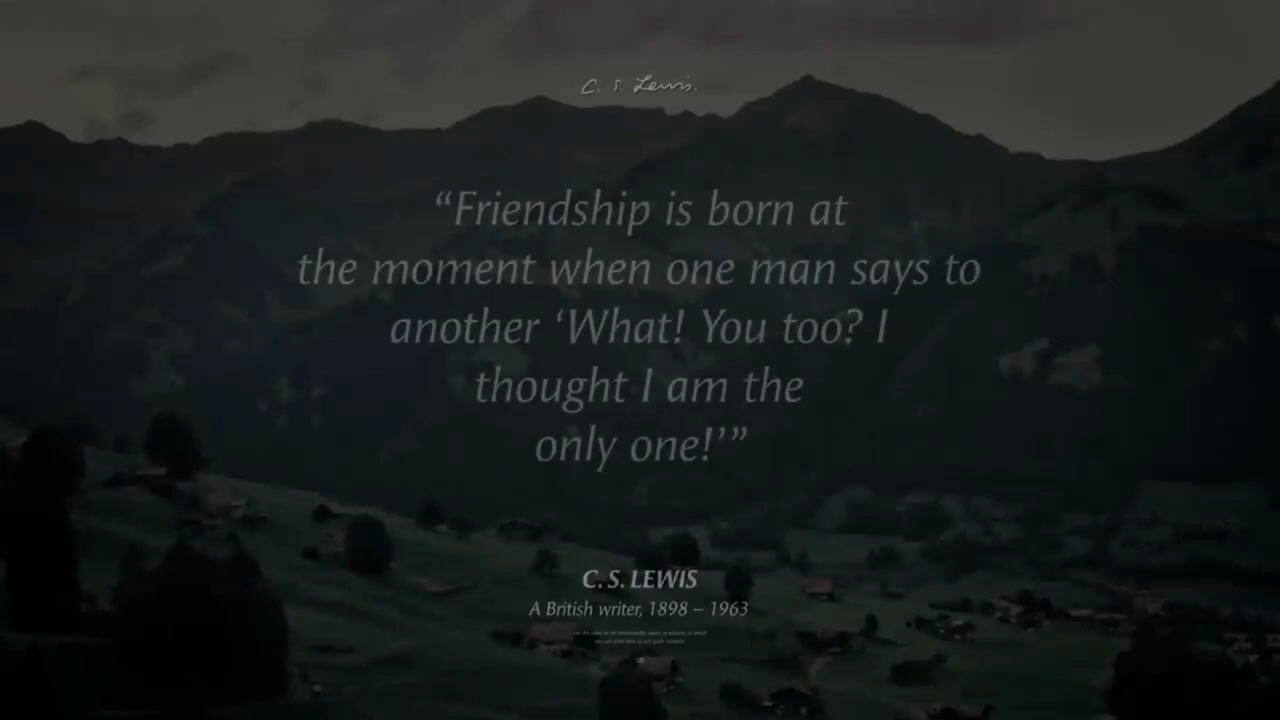 C. S. Lewis.
“Friendship is born at
the moment when one man says to
another ‘What! You too? I
thought I am the
only one!’”
C. S. LEWIS
A British writer, 1898 – 1963